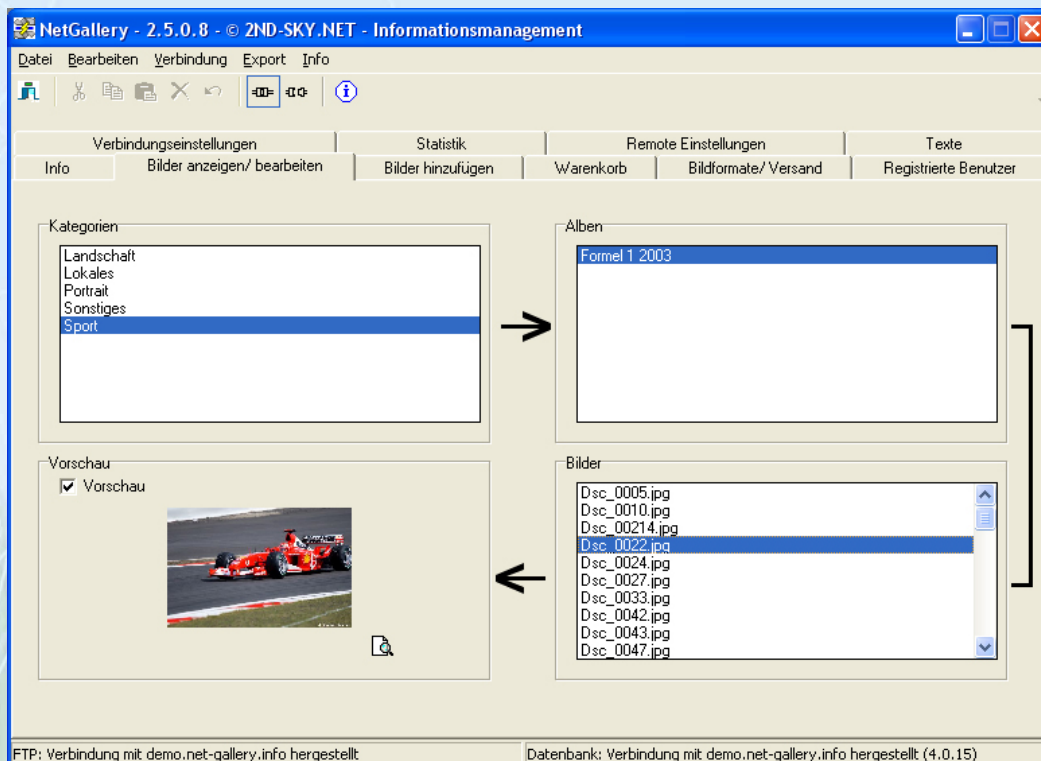 NetGallery - 2.5.0.8 - © 2ND-SKY.NET - Informationsmanagement
Datei Bearbeiten Verbindung Export Info
Verbindungseinstellungen Statistik Remote Einstellungen Texte
Info Bilder anzeigen/ bearbeiten Bilder hinzufügen Warenkorb Bildformate/ Versand Registrierte Benutzer
Kategorien
Landschaft
Lokales
Portrait
Sonstiges
Sport
Alben
Formel 1 2003
Vorschau
Vorschau
Bilder
Dsc_0005.jpg
Dsc_0010.jpg
Dsc_00214.jpg
Dsc_0022.jpg
Dsc_0024.jpg
Dsc_0027.jpg
Dsc_0033.jpg
Dsc_0042.jpg
Dsc_0043.jpg
Dsc_0047.jpg
FTP: Verbindung mit demo.net-gallery.info hergestellt
Datenbank: Verbindung mit demo.net-gallery.info hergestellt (4.0.15)